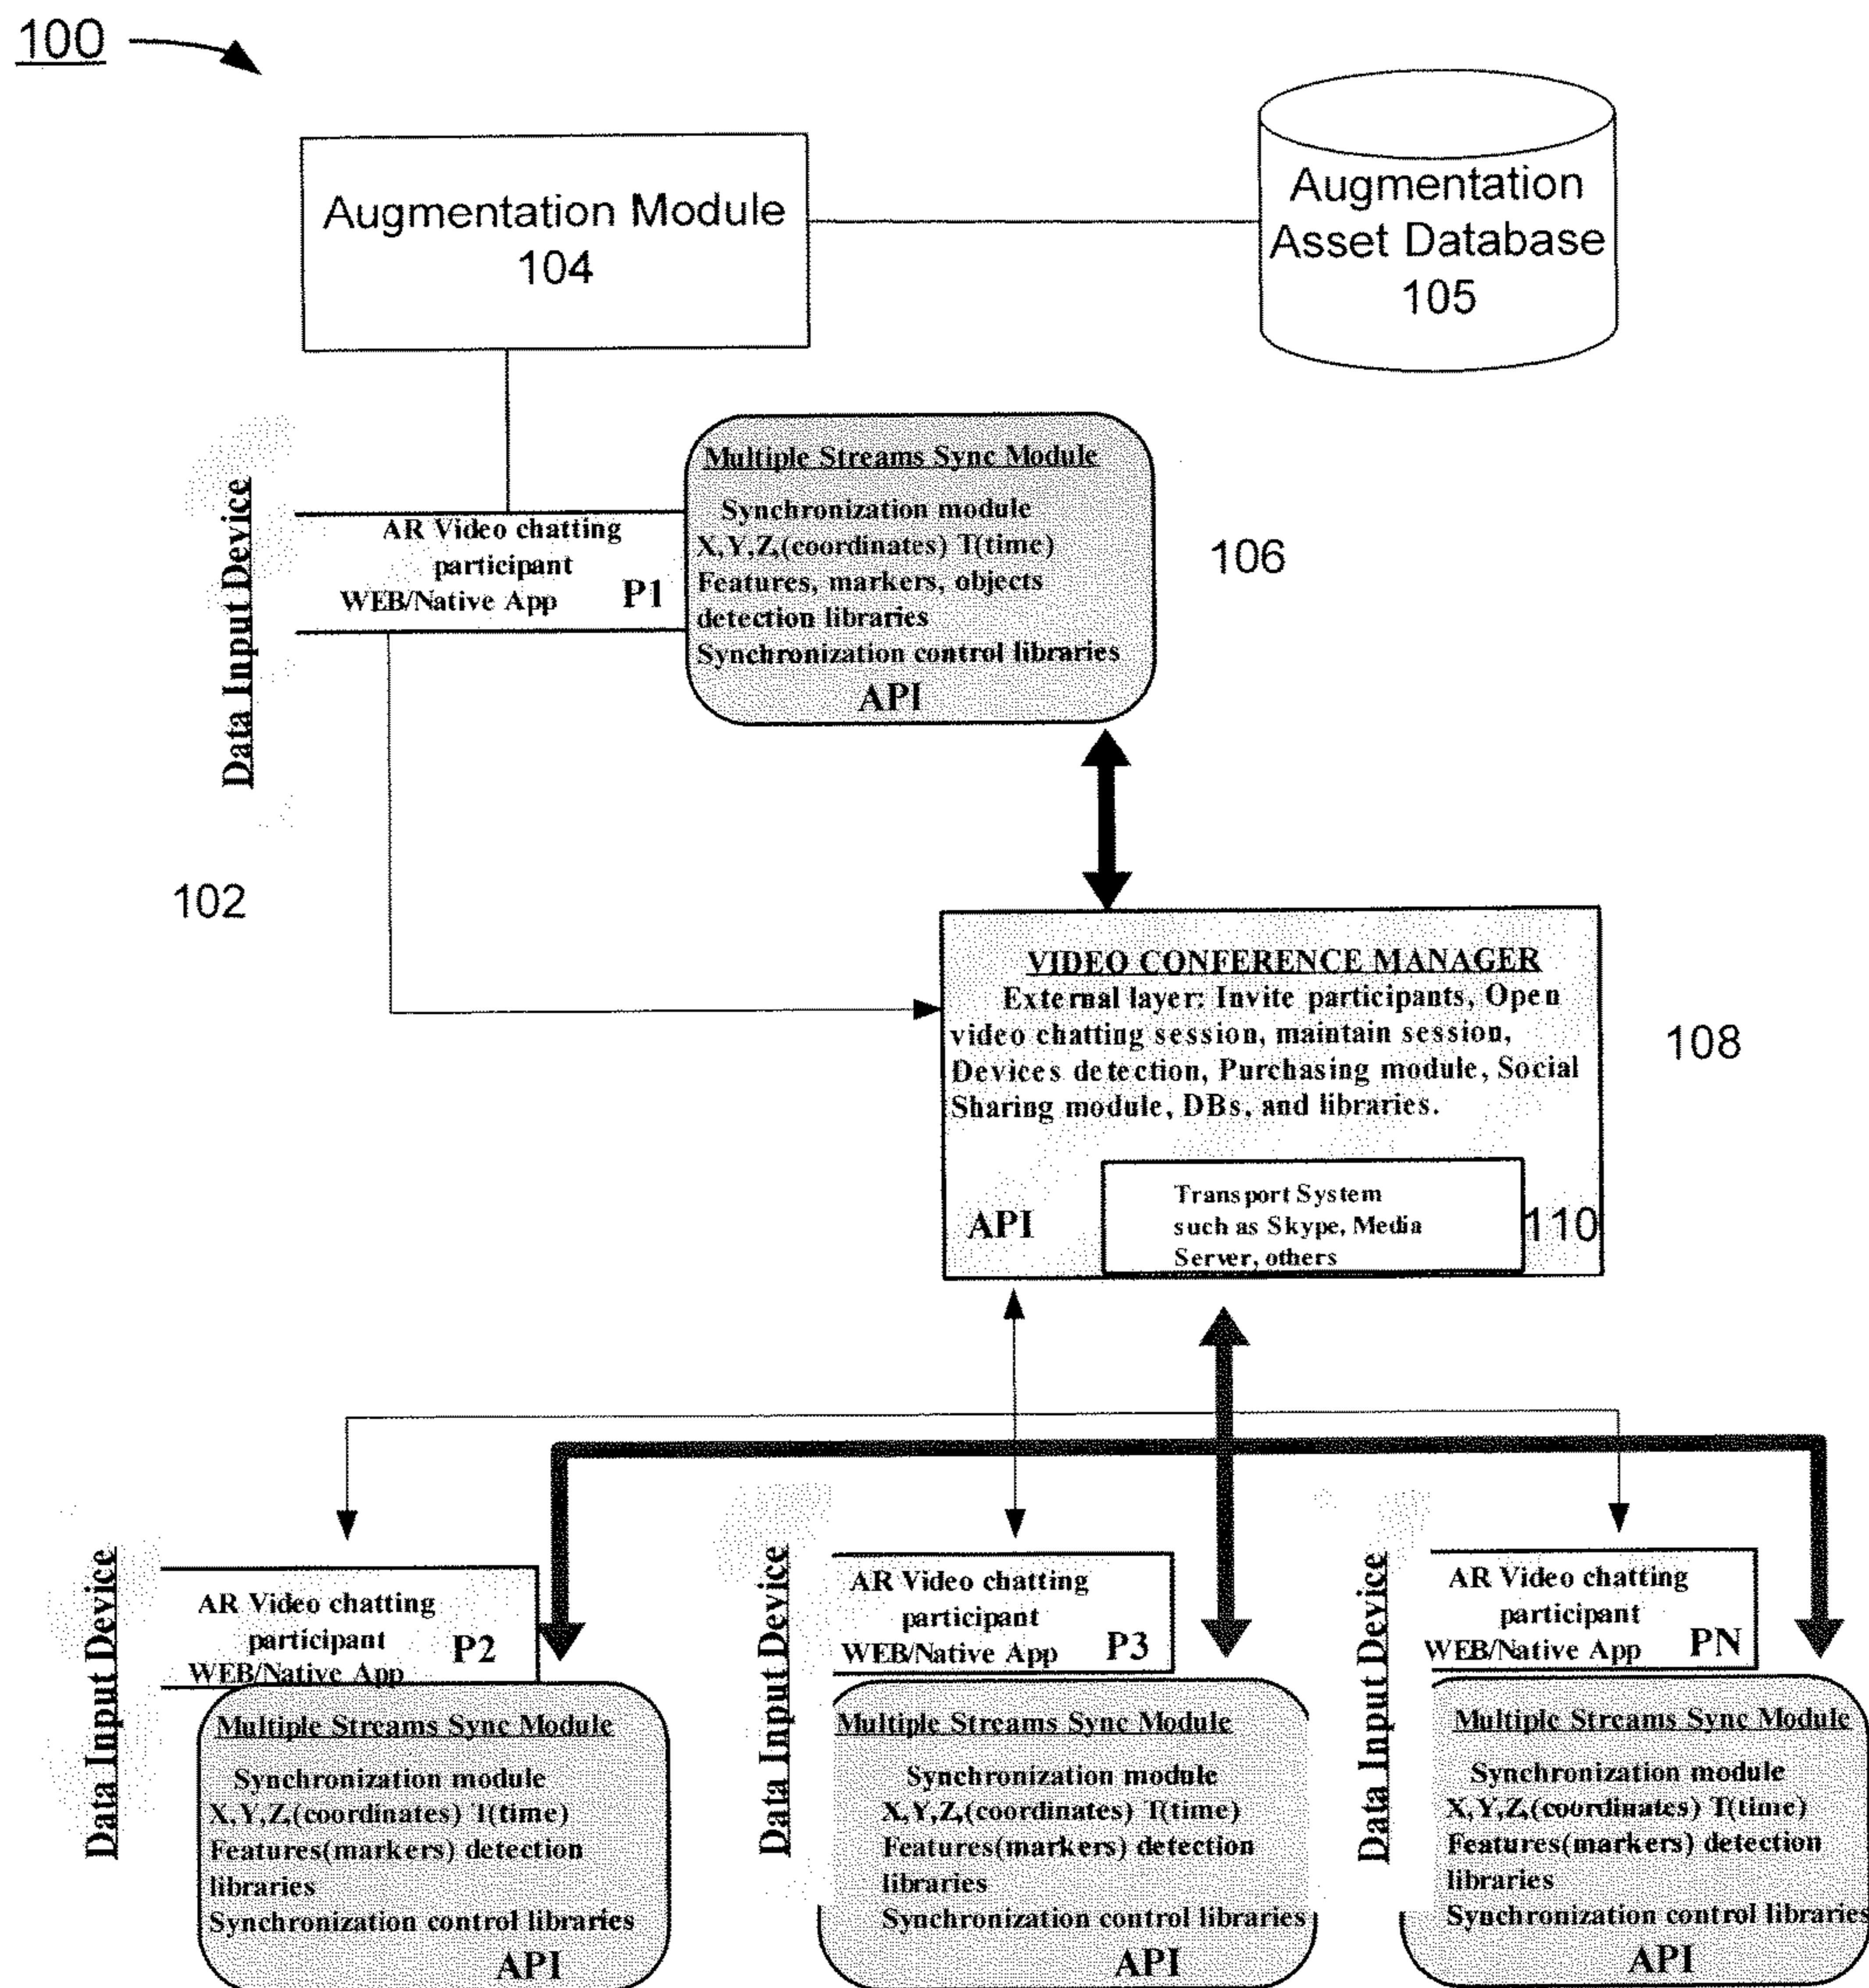 100
Augmentation Module
104
Augmentation
Asset Database
105
Data Input Device
AR Video chatting
participant
WEB/Native App P1
Multiple Streams Sync Module
Synchronization module
X,Y,Z,(coordinates) T(time)
Features, markers, objects
detection libraries
Synchronization control libraries
API
106
102
VIDEO CONFERENCE MANAGER
External layer: Invite participants, Open
video chatting session, maintain session,
Devices detection, Purchasing module, Social
Sharing module, DBs, and libraries.
108
API
Transport System
such as Skype, Media
Server, others
110
Data Input Device
AR Video chatting
participant
WEB/Native App P2
Multiple Streams Sync Module
Synchronization module
X,Y,Z,(coordinates) T(time)
Features(markers) detection
libraries
Synchronization control libraries
API
Data Input Device
AR Video chatting
participant
WEB/Native App P3
Multiple Streams Sync Module
Synchronization module
X,Y,Z,(coordinates) T(time)
Features(markers) detection
libraries
Synchronization control libraries
API
Data Input Device
AR Video chatting
participant
WEB/Native App PN
Multiple Streams Sync Module
Synchronization module
X,Y,Z,(coordinates) T(time)
Features(markers) detection
libraries
Synchronization control libraries
API